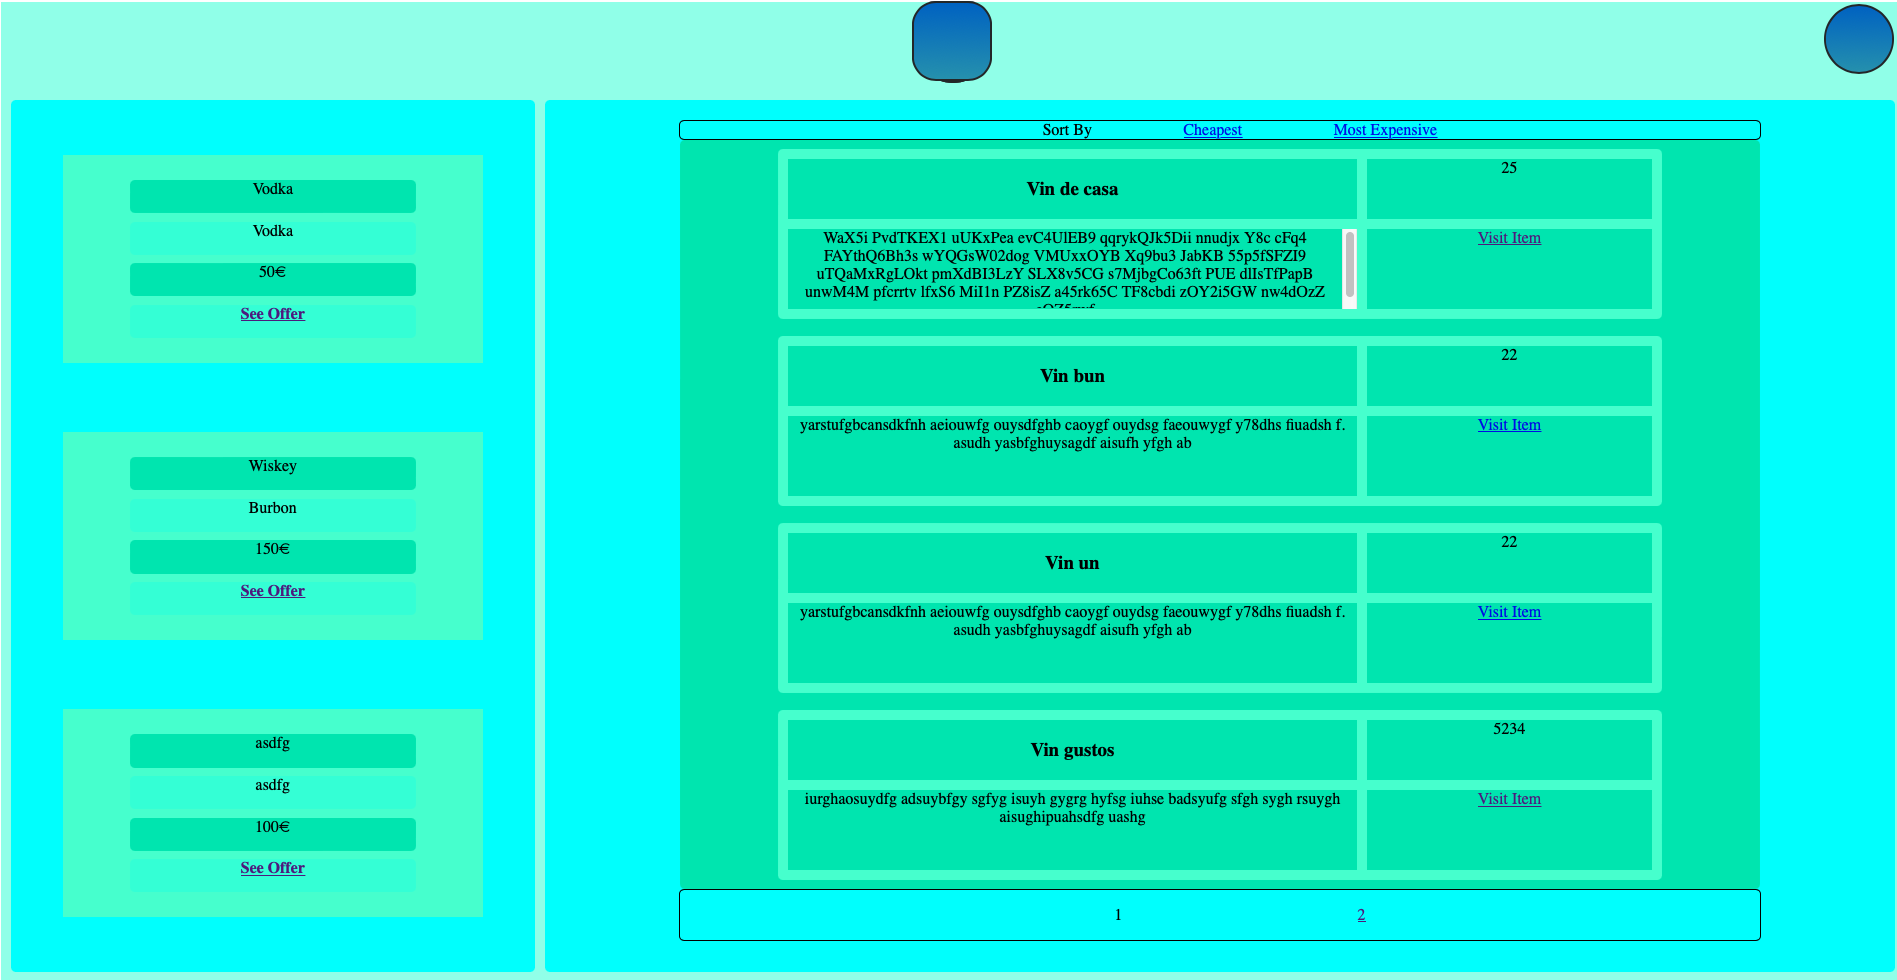 Vodka
Vodka
50€
See Offer
Wiskey
Burbon
150€
See Offer
asdfg
asdfg
100€
See Offer
Sort By Cheapest Most Expensive
Vin de casa
25
WaX5i PvdTKEX1 uUKxPea evC4UlEB9 qqrykQJk5Dii nnudjx Y8c cFq4
FAYthQ6Bh3s wYQGsW02dog VMUxxOYB Xq9bu3 JabKB 55p5fSFZI9
uTQaMxRgLOkt pmXdBI3LzY SLX8v5CG s7MjbgCo63ft PUE dlIsTfPapB
unwM4M pfcrrtv lfxS6 MiI1n PZ8isZ a45rk65C TF8cbdi zOY2i5GW nw4dOzZ
Visit Item
Vin bun
22
yarstufgbcansdkfnh aeiouwfg ouysdfghb caoygf ouydsg faeouwygf y78dhs fiuadsh f.
asudh yasbfghuysagdf aisufh yfgh ab
Visit Item
Vin un
22
yarstufgbcansdkfnh aeiouwfg ouysdfghb caoygf ouydsg faeouwygf y78dhs fiuadsh f.
asudh yasbfghuysagdf aisufh yfgh ab
Visit Item
Vin gustos
5234
iurghaosuydfg adsuybfgy sgfyg isuyh gygrg hyfsg iuhse badsyufg sfgh sygh rsuygh
aisughipuahsdfg uashg
Visit Item
1 2